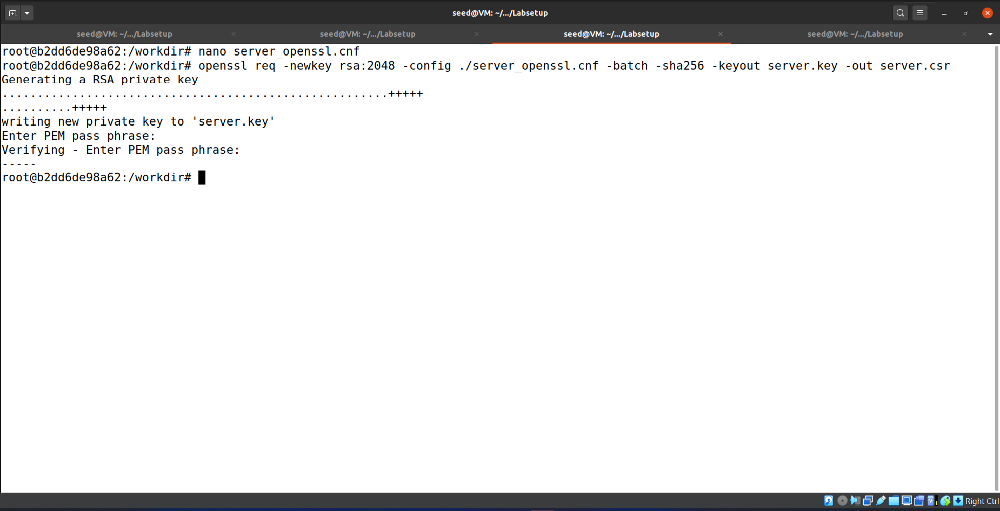 seed@VM: ~/.../Labsetup
seed@VM: ~/.../Labsetup
seed@VM: ~/.../Labsetup
seed@VM: ~/.../Labsetup
seed@VM: ~/.../Labsetup
root@b2dd6de98a62:/workdir# nano server_openssl.cnf
root@b2dd6de98a62:/workdir# openssl req -newkey rsa:2048 -config ./server_openssl.cnf -batch -sha256 -keyout server.key -out server.csr
Generating a RSA private key
.......................................................+++++
..........+++++
writing new private key to 'server.key'
Enter PEM pass phrase:
Verifying - Enter PEM pass phrase:
-----
root@b2dd6de98a62:/workdir#
Right Ctrl